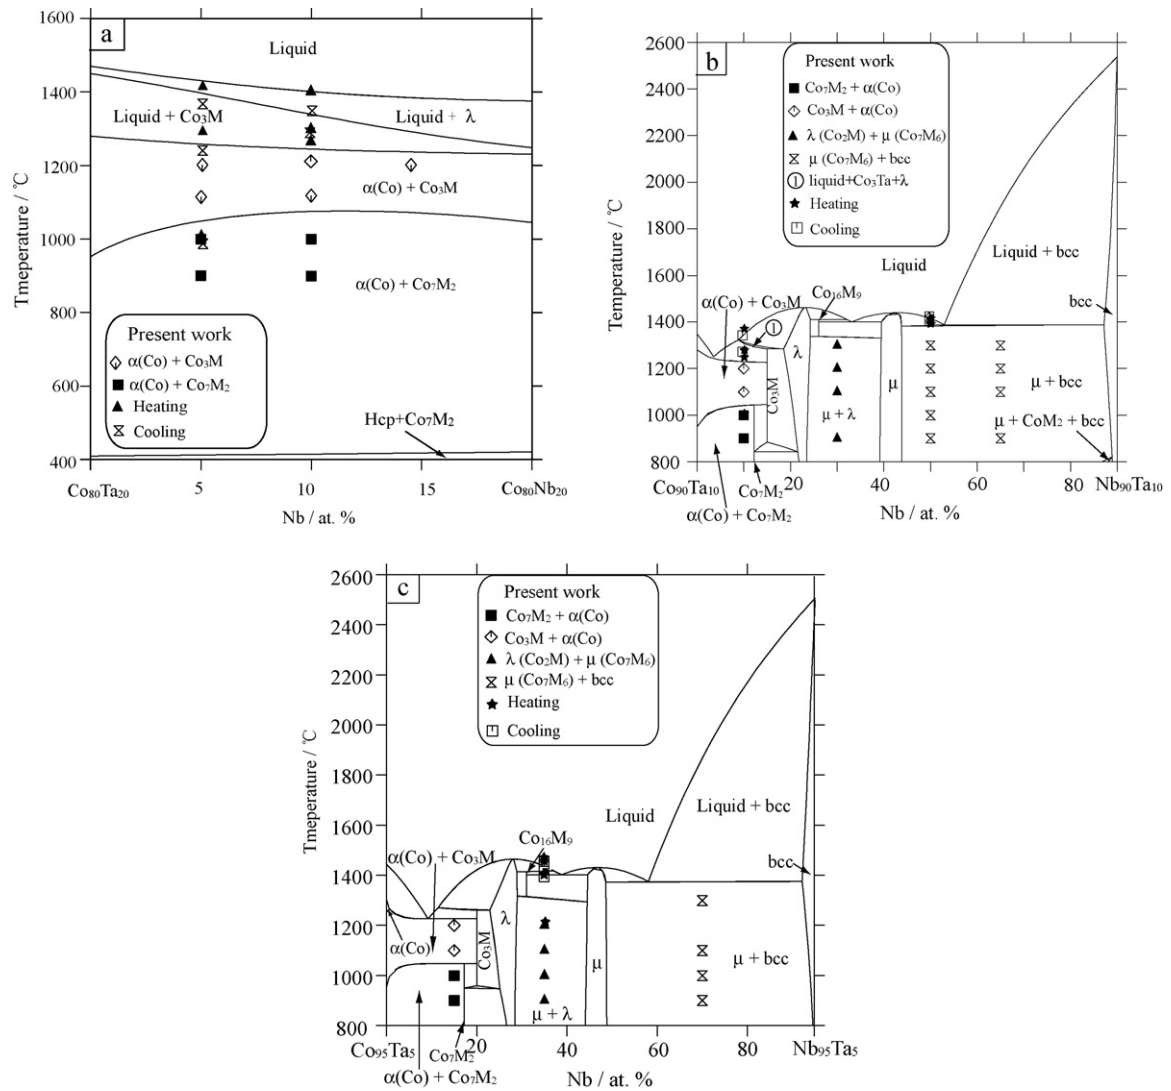 a
1600
1400
1200
1000
800
600
400
Tmeperature / ℃
Liquid
Liquid + Co₃M
Liquid + λ
α(Co) + Co₃M
α(Co) + Co₇M₂
Present work
α(Co) + Co₃M
α(Co) + Co₇M₂
Heating
Cooling
Hcp+Co₇M₂
Co₈₀Ta₂₀
5
10
15
Co₈₀Nb₂₀
Nb / at. %
b
2600
2400
2200
2000
1800
1600
1400
1200
1000
800
Temperature / ℃
Present work
Co₇M₂ + α(Co)
Co₃M + α(Co)
λ (Co₂M) + μ (Co₇M₆)
μ (Co₇M₆) + bcc
① liquid+Co₃Ta+λ
Heating
Cooling
Liquid
Liquid + bcc
Co₁₆M₉
α(Co) + Co₃M
bcc
①
λ
Co₃M
μ
μ + λ
μ + bcc
μ + CoM₂ + bcc
Co₉₀Ta₁₀
Co₇M₂
20
40
60
80
Nb₉₀Ta₁₀
α(Co) + Co₇M₂
Nb / at. %
c
2600
2400
2200
2000
1800
1600
1400
1200
1000
800
Tmeperature / ℃
Present work
Co₇M₂ + α(Co)
Co₃M + α(Co)
λ (Co₂M) + μ (Co₇M₆)
μ (Co₇M₆) + bcc
Heating
Cooling
Liquid
Liquid + bcc
Co₁₆M₉
α(Co) + Co₃M
bcc
λ
α(Co)
Co₃M
μ
μ + bcc
μ + λ
Co₉₅Ta₅
Co₇M₂
20
40
60
80
Nb₉₅Ta₅
α(Co) + Co₇M₂
Nb / at. %